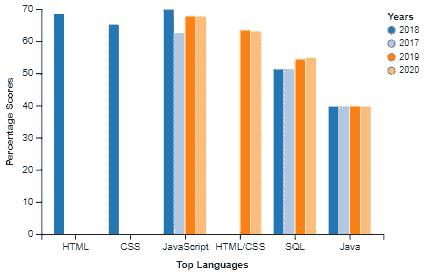 70
60
50
40
30
20
10
0
Percentage Scores
HTML
CSS
JavaScript
HTML/CSS
SQL
Java
Top Languages
Years
2018
2017
2019
2020